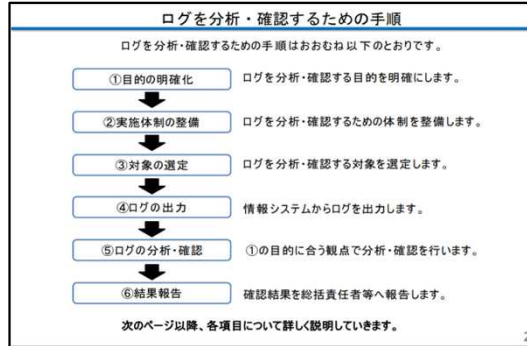 ログを分析・確認するための手順
ログを分析・確認するための手順はおおむね以下のとおりです。
①目的の明確化 ログを分析・確認する目的を明確にします。
②実施体制の整備 ログを分析・確認するための体制を整備します。
③対象の選定 ログを分析・確認する対象を選定します。
④ログの出力 情報システムからログを出力します。
⑤ログの分析・確認 ①の目的に合う観点で分析・確認を行います。
⑥結果報告 確認結果を総括責任者等へ報告します。
次のページ以降、各項目について詳しく説明していきます。
2